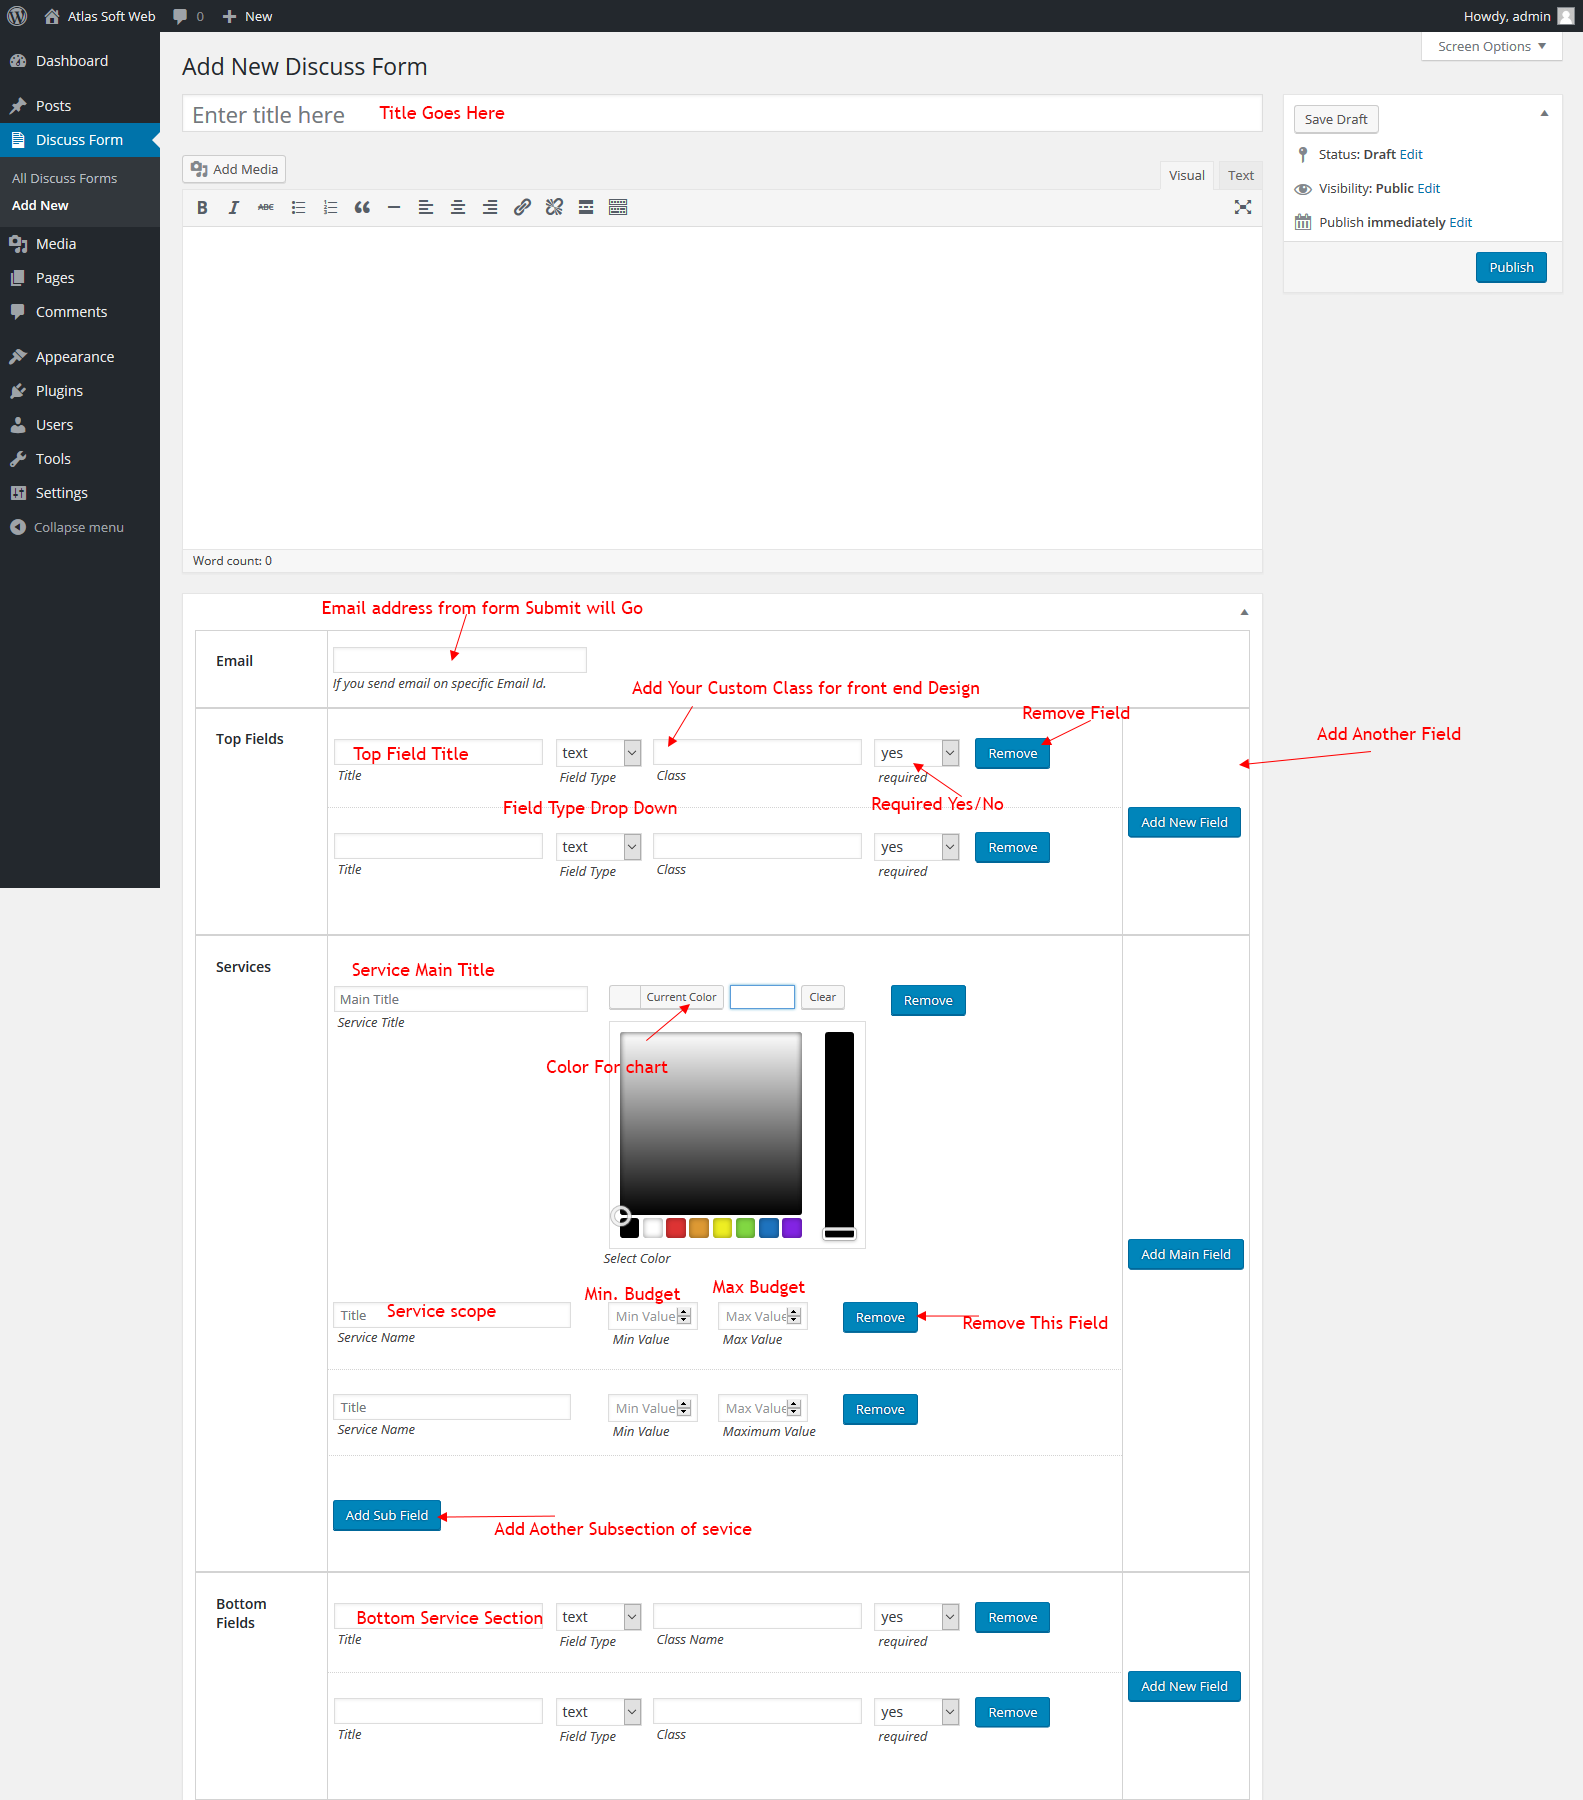 Atlas Soft Web 0 New Howdy, admin
Dashboard
Posts
Discuss Form
All Discuss Forms
Add New
Media
Pages
Comments
Appearance
Plugins
Users
Tools
Settings
Collapse menu
Screen Options
Add New Discuss Form
Enter title here Title Goes Here
Add Media
Visual Text
B I ABC
Word count: 0
Save Draft
Status: Draft Edit
Visibility: Public Edit
Publish immediately Edit
Publish
Email address from form Submit will Go
Email
If you send email on specific Email Id.
Add Your Custom Class for front end Design
Remove Field
Add Another Field
Top Fields
Top Field Title text yes Remove
Title Field Type Class required
Field Type Drop Down Required Yes/No
Add New Field
text yes Remove
Title Field Type Class required
Services
Service Main Title
Main Title Current Color Clear Remove
Service Title
Color For chart
Select Color
Add Main Field
Min. Budget Max Budget
Title Service scope Min Value Max Value Remove
Remove This Field
Service Name Min Value Max Value
Title Min Value Max Value Remove
Service Name Min Value Maximum Value
Add Sub Field
Add Aother Subsection of sevice
Bottom
Fields
Bottom Service Section text yes Remove
Title Field Type Class Name required
Add New Field
text yes Remove
Title Field Type Class required